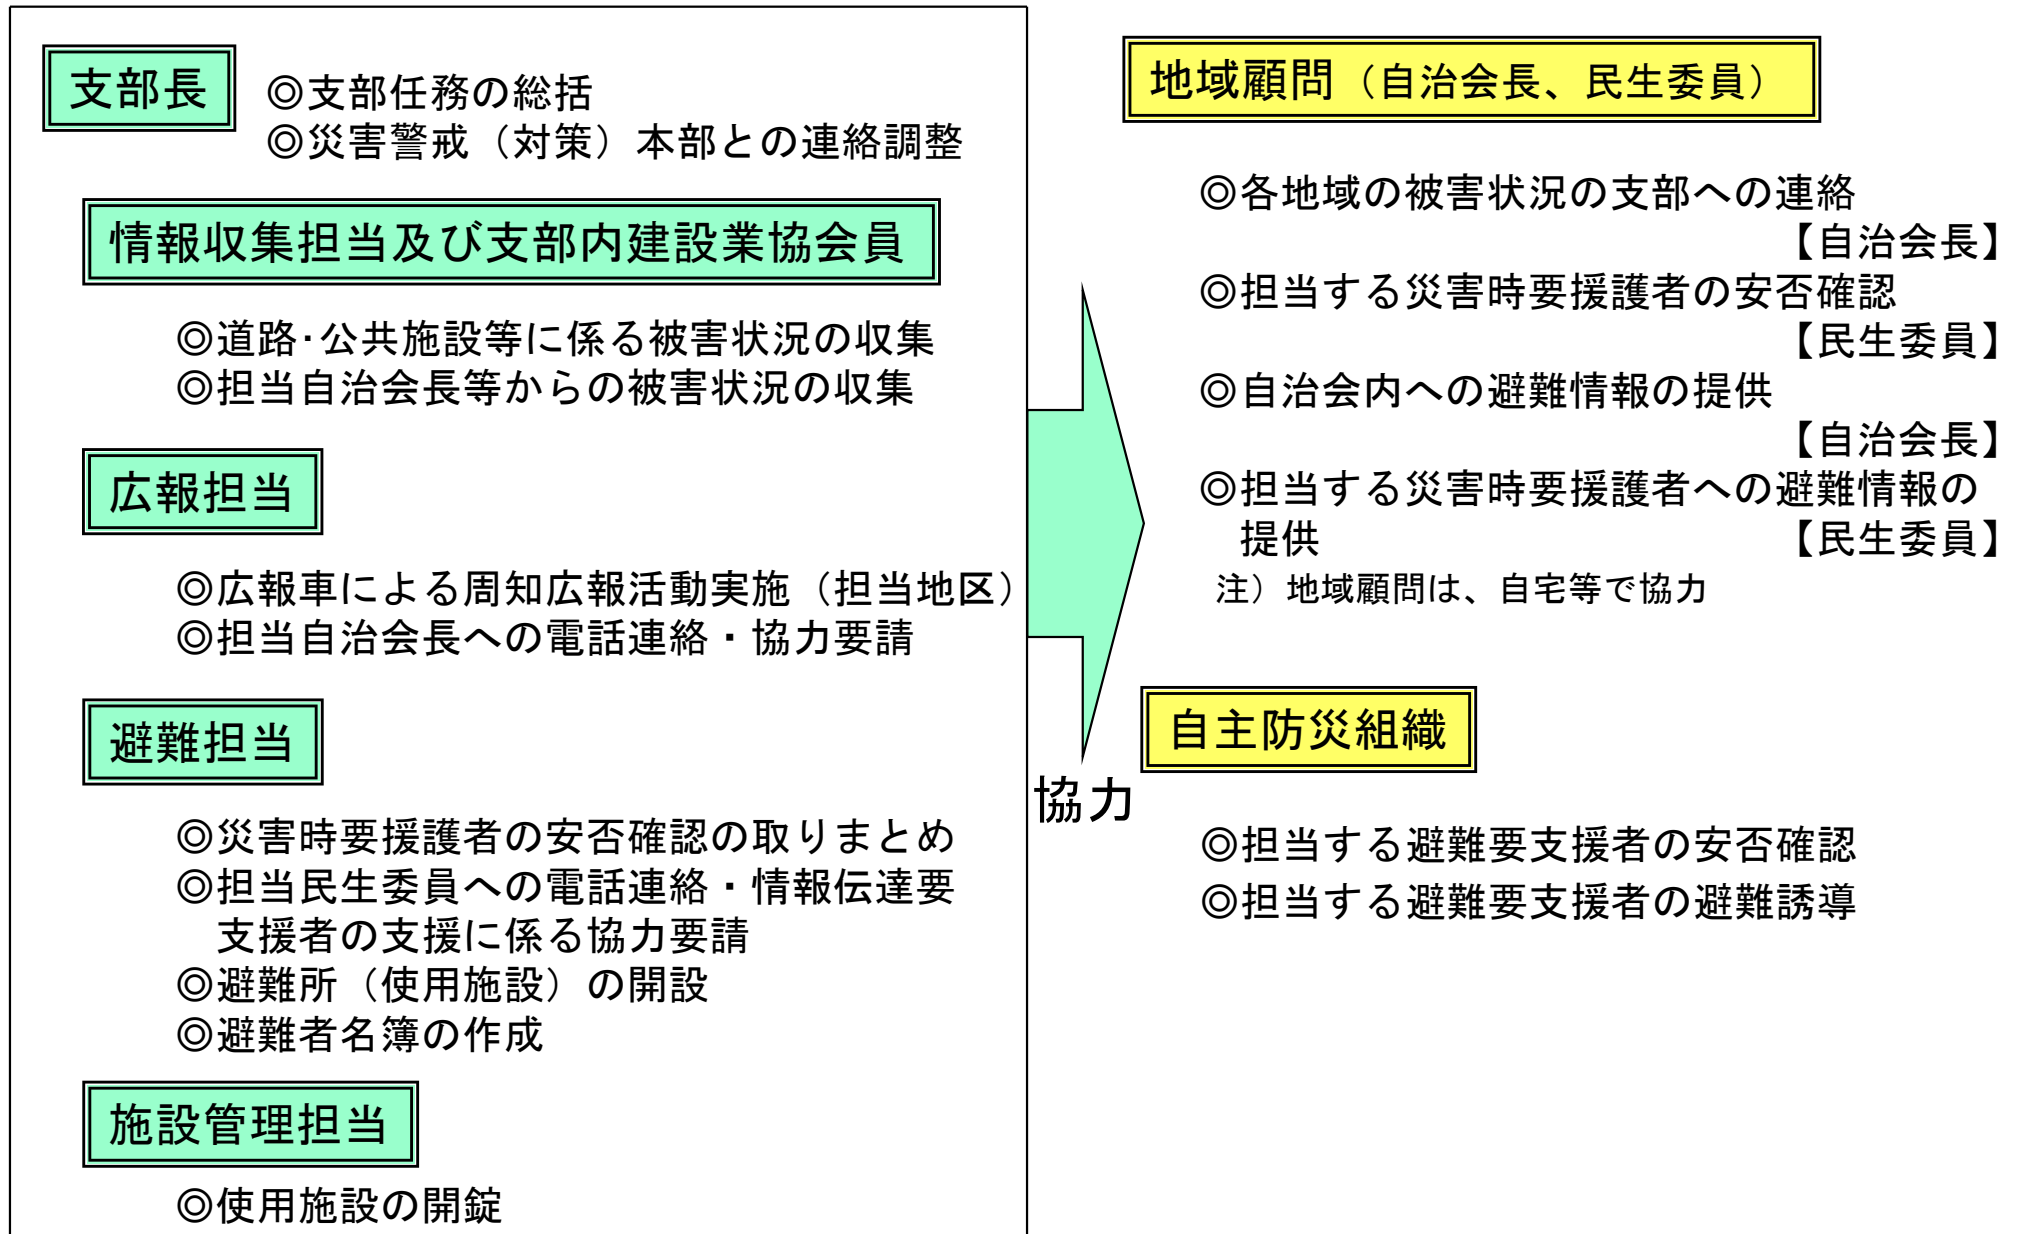 支部長
◎支部任務の総括
◎災害警戒（対策）本部との連絡調整
情報収集担当及び支部内建設業協会員
◎道路･公共施設等に係る被害状況の収集
◎担当自治会長等からの被害状況の収集
広報担当
◎広報車による周知広報活動実施（担当地区）
◎担当自治会長への電話連絡・協力要請
避難担当
◎災害時要援護者の安否確認の取りまとめ
◎担当民生委員への電話連絡・情報伝達要
支援者の支援に係る協力要請
◎避難所（使用施設）の開設
◎避難者名簿の作成
施設管理担当
◎使用施設の開錠
協力
地域顧問（自治会長、民生委員）
◎各地域の被害状況の支部への連絡
【自治会長】
◎担当する災害時要援護者の安否確認
【民生委員】
◎自治会内への避難情報の提供
【自治会長】
◎担当する災害時要援護者への避難情報の
提供　【民生委員】
注）地域顧問は、自宅等で協力
自主防災組織
◎担当する避難要支援者の安否確認
◎担当する避難要支援者の避難誘導